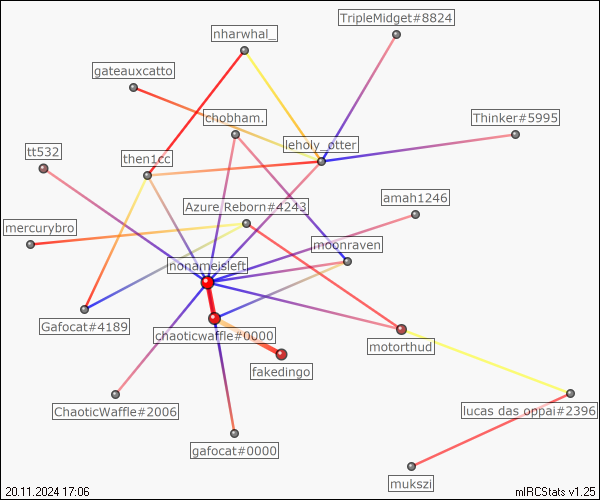 TripleMidget#8824
nharwhal_
gateauxcatto
Thinker#5995
chobham.
leholy_otter
tt532
then1cc
amah1246
Azure Reborn#4243
mercurybro
moonraven
nonameisleft
Gafocat#4189
chaoticwaffle#0000
motorthud
fakedingo
ChaoticWaffle#2006
lucas das oppai#2396
gafocat#0000
mukszi
20.11.2024 17:06
mIRCStats v1.25